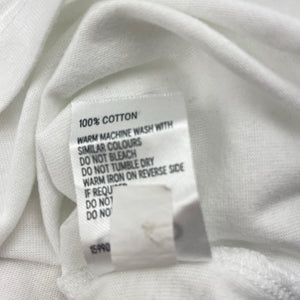 100% COTTON
WARM MACHINE WASH WITH
SIMILAR COLOURS
DO NOT BLEACH
DO NOT TUMBLE DRY
WARM IRON ON REVERSE SIDE
IF REQUIRED
DO NOT
DO NO